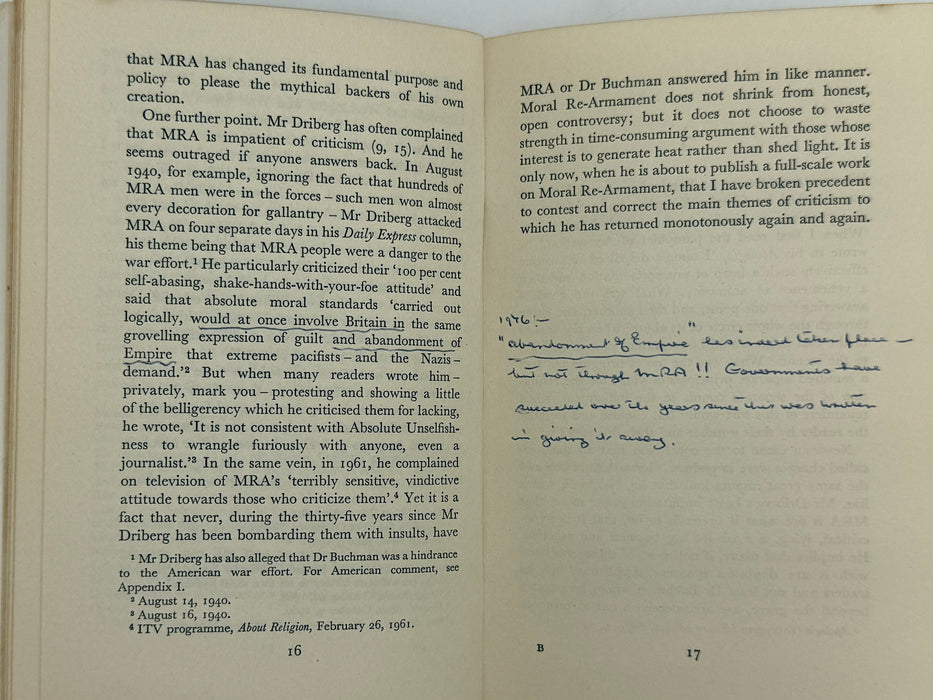 that MRA has changed its fundamental purpose and
policy to please the mythical backers of his own
creation.
One further point. Mr Driberg has often complained
that MRA is impatient of criticism (9, 15). And he
seems outraged if anyone answers back. In August
1940, for example, ignoring the fact that hundreds of
MRA men were in the forces – such men won almost
every decoration for gallantry – Mr Driberg attacked
MRA on four separate days in his Daily Express column,
his theme being that MRA people were a danger to the
war effort.¹ He particularly criticized their ‘100 per cent
self-abasing, shake-hands-with-your-foe attitude’ and
said that absolute moral standards ‘carried out
logically, would at once involve Britain in the same
grovelling expression of guilt and abandonment of
Empire that extreme pacifists – and the Nazis –
demand.’² But when many readers wrote him –
privately, mark you – protesting and showing a little
of the belligerency which he criticised them for lacking,
he wrote, ‘It is not consistent with Absolute Unselfish-
ness to wrangle furiously with anyone, even a
journalist.’³ In the same vein, in 1961, he complained
on television of MRA’s ‘terribly sensitive, vindictive
attitude towards those who criticize them’.⁴ Yet it is a
fact that never, during the thirty-five years since Mr
Driberg has been bombarding them with insults, have
¹ Mr Driberg has also alleged that Dr Buchman was a hindrance
to the American war effort. For American comment, see
Appendix I.
² August 14, 1940.
³ August 16, 1940.
⁴ ITV programme, About Religion, February 26, 1961.
16
MRA or Dr Buchman answered him in like manner.
Moral Re-Armament does not shrink from honest,
open controversy; but it does not choose to waste
strength in time-consuming argument with those whose
interest is to generate heat rather than shed light. It is
only now, when he is about to publish a full-scale work
on Moral Re-Armament, that I have broken precedent
to contest and correct the main themes of criticism to
which he has returned monotonously again and again.
1976:–
"abandonment of Empire" has indeed taken place –
but not through MRA!! Governments have
succeeded over the years since this was written
in giving it away.
B
17